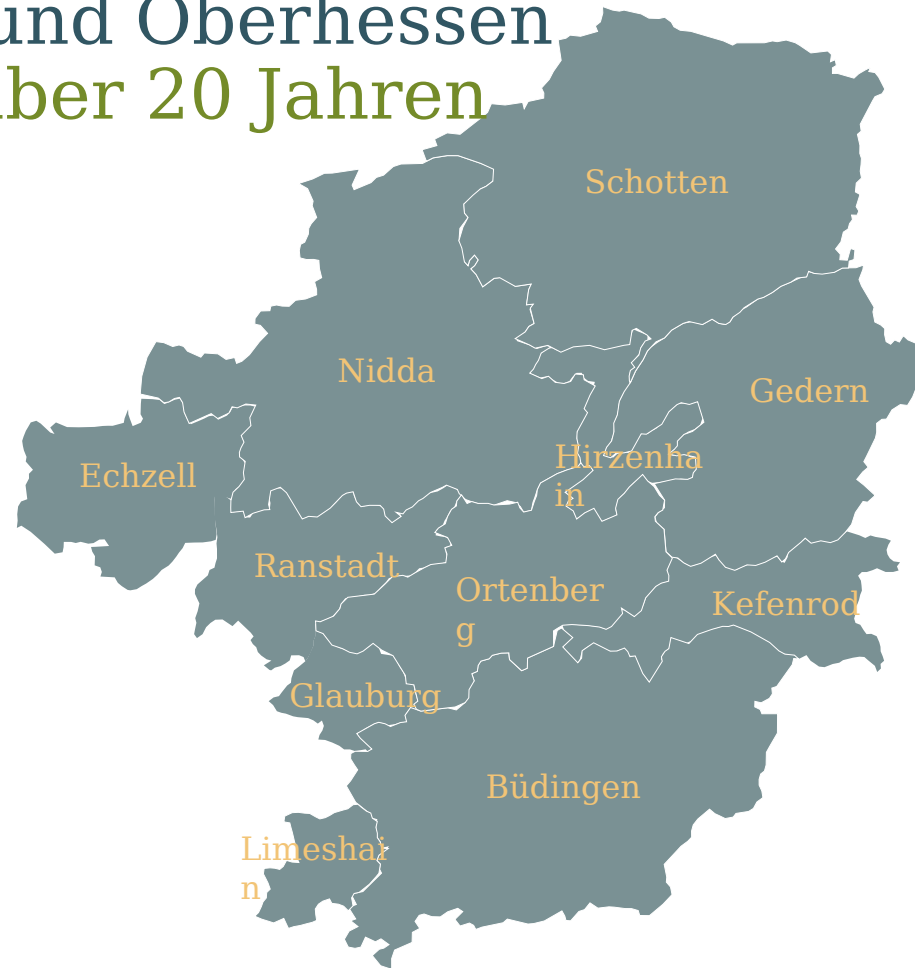 und Oberhessen
ber 20 Jahren
Schotten
Nidda
Gedern
Hirzenha
in
Echzell
Ranstadt
Ortenber
g
Kefenrod
Glauburg
Büdingen
Limeshai
n